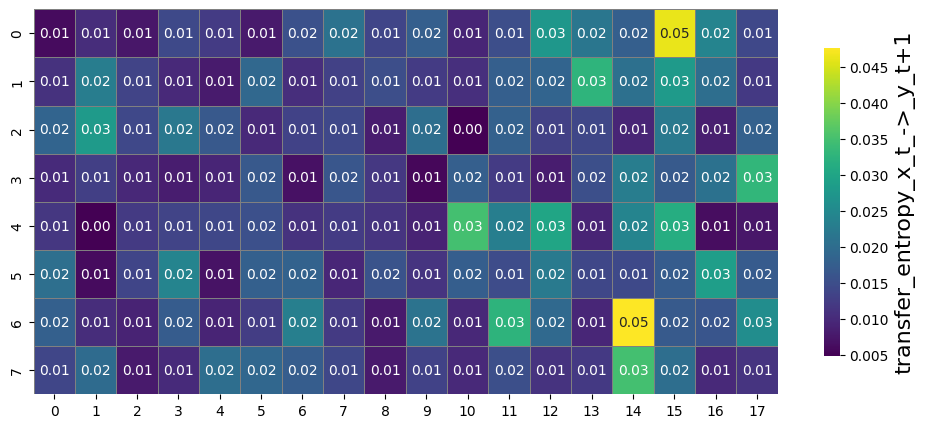 0 0.01 0.01 0.01 0.01 0.01 0.01 0.02 0.02 0.01 0.02 0.01 0.01 0.03 0.02 0.02 0.05 0.02 0.01
1 0.01 0.02 0.01 0.01 0.01 0.02 0.01 0.01 0.02 0.01 0.01 0.02 0.02 0.03 0.02 0.03 0.02 0.01
2 0.02 0.03 0.01 0.02 0.02 0.01 0.01 0.01 0.01 0.02 0.00 0.02 0.01 0.01 0.01 0.02 0.01 0.02
3 0.01 0.01 0.01 0.01 0.01 0.02 0.01 0.02 0.01 0.01 0.02 0.01 0.01 0.02 0.02 0.02 0.02 0.03
4 0.01 0.00 0.01 0.01 0.01 0.02 0.01 0.01 0.01 0.01 0.03 0.02 0.03 0.01 0.02 0.03 0.01 0.01
5 0.02 0.01 0.01 0.02 0.01 0.02 0.02 0.01 0.02 0.01 0.02 0.01 0.02 0.01 0.01 0.02 0.03 0.02
6 0.02 0.01 0.01 0.01 0.01 0.02 0.02 0.01 0.01 0.02 0.01 0.03 0.02 0.01 0.05 0.02 0.02 0.03
7 0.01 0.02 0.01 0.01 0.02 0.02 0.02 0.02 0.01 0.01 0.01 0.02 0.01 0.01 0.03 0.02 0.01 0.01
0 1 2 3 4 5 6 7 8 9 10 11 12 13 14 15 16 17
0.045
0.040
0.035
0.030
0.025
0.020
0.015
0.010
0.005
transfer_entropy_x_t_->_y_t+1